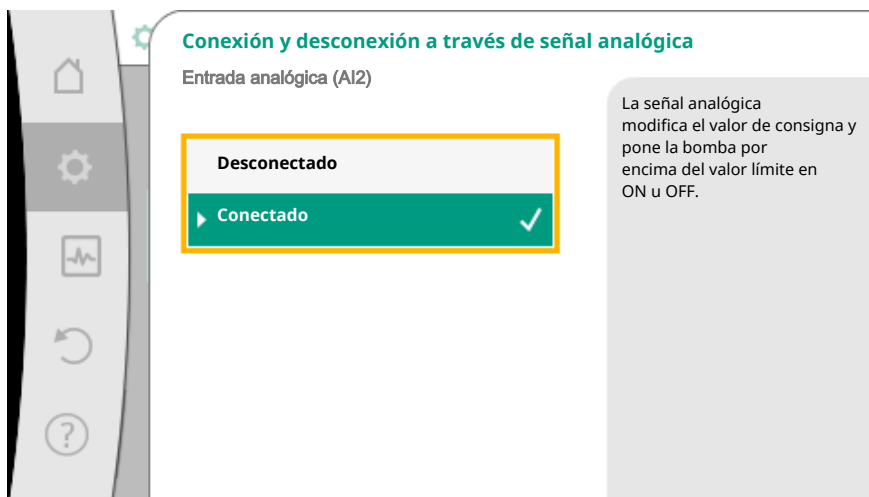 Conexión y desconexión a través de señal analógica
Entrada analógica (AI2)
Desconectado
Conectado
La señal analógica
modifica el valor de consigna y
pone la bomba por
encima del valor límite en
ON u OFF.
?